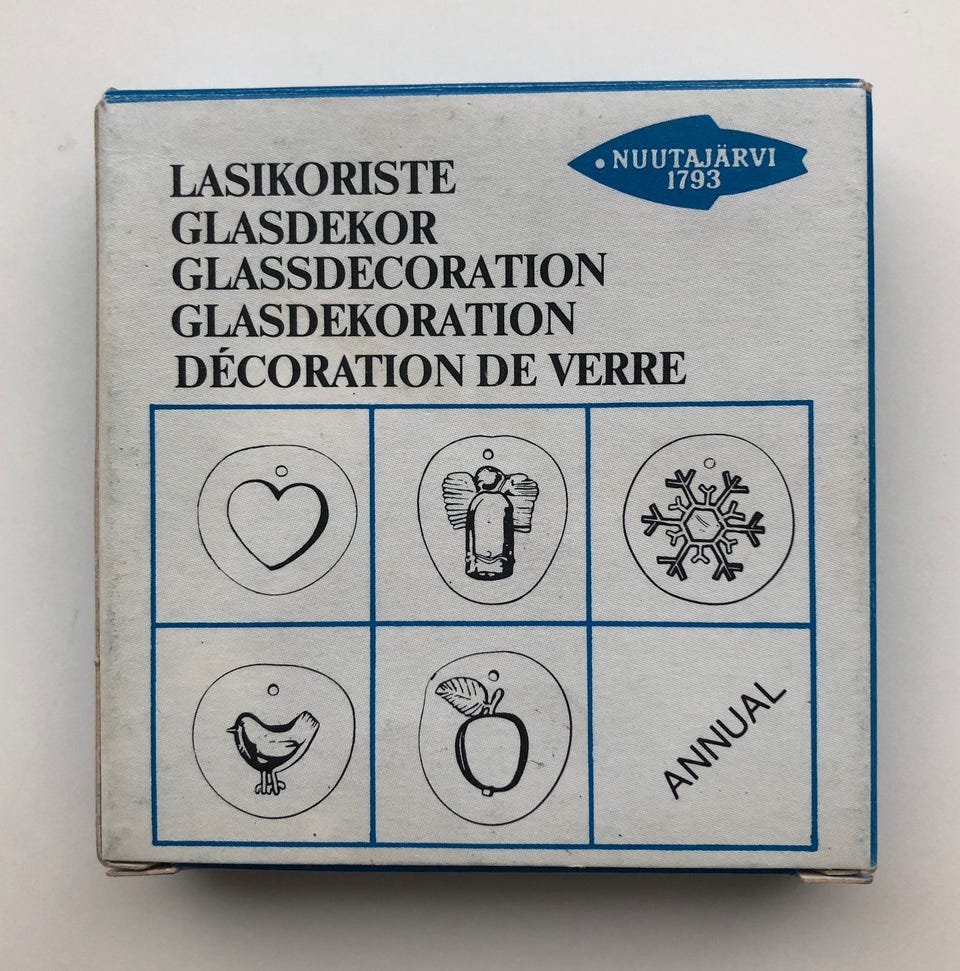 NUUTAJÄRVI
1793
LASIKORISTE
GLASDEKOR
GLASSDECORATION
GLASDEKORATION
DÉCORATION DE VERRE
ANNUAL